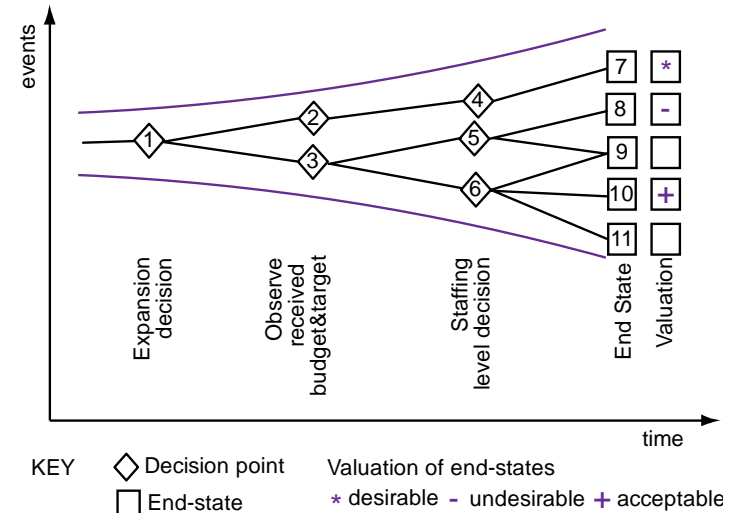 events
1
2
3
4
5
6
7 *
8 -
9
10 +
11
Expansion
decision
Observe
received
budget&target
Staffing
level decision
End State
Valuation
time
KEY
Decision point
Valuation of end-states
End-state
* desirable - undesirable + acceptable